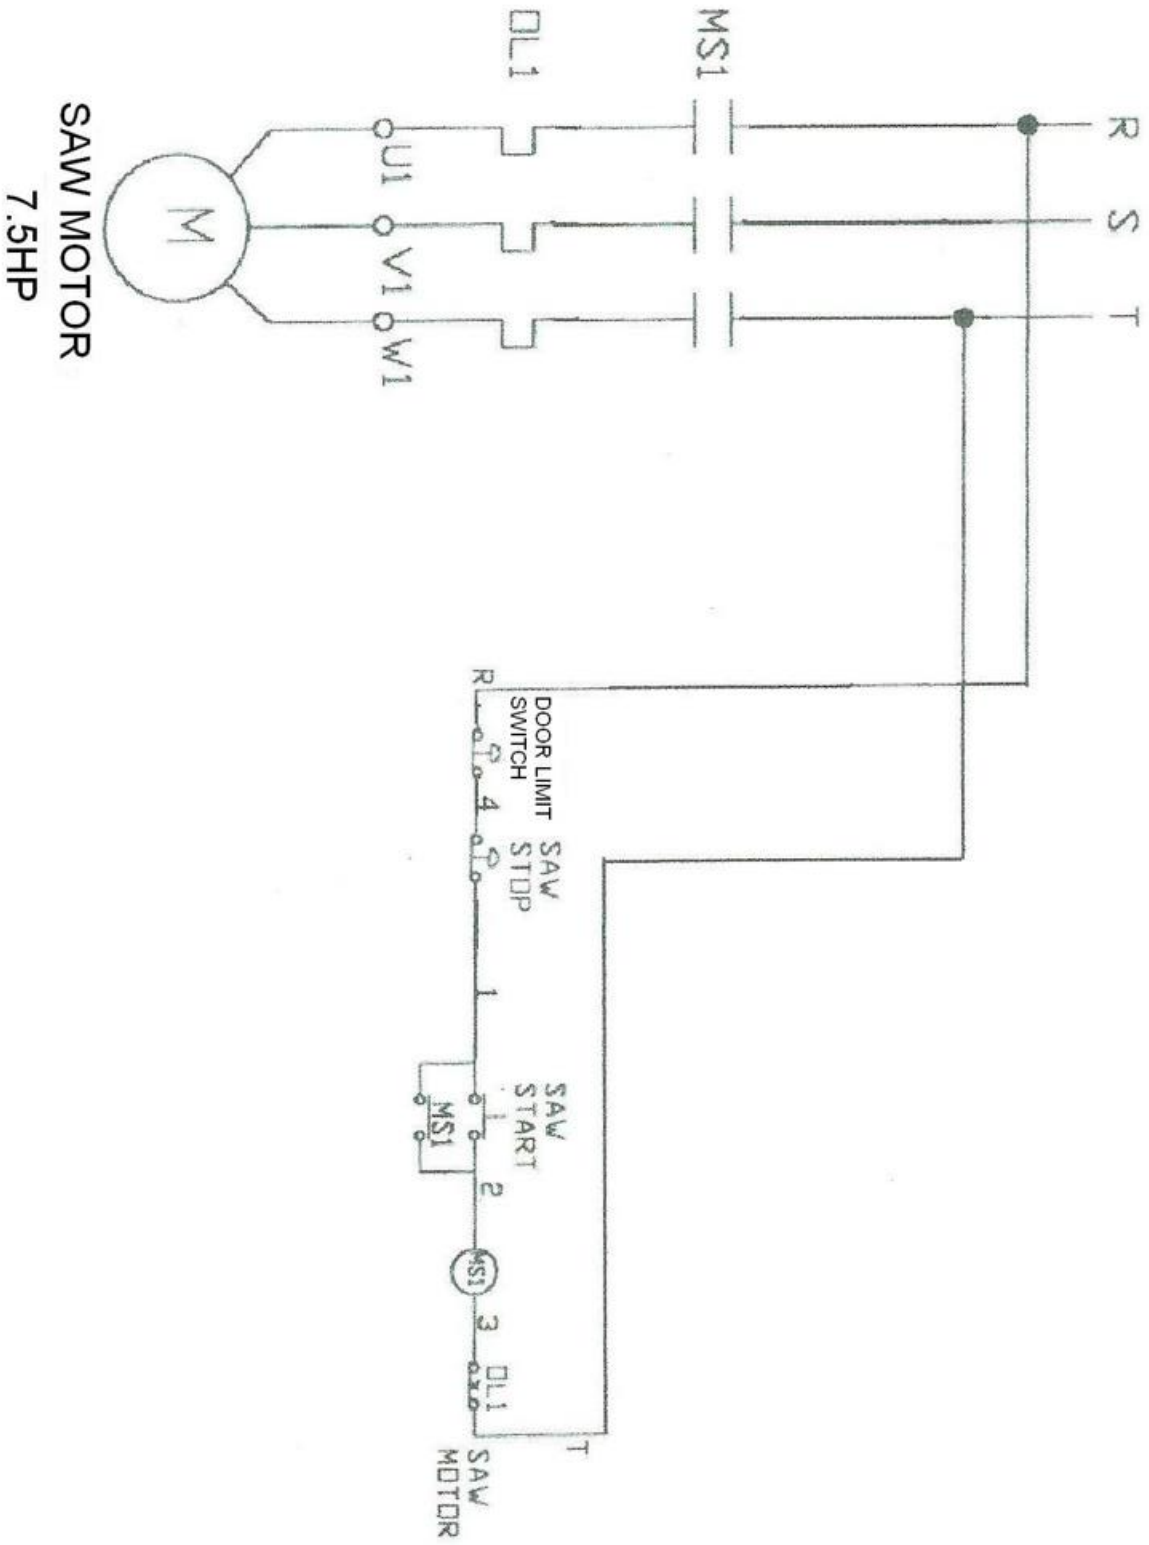 R
S
T
MS1
OL1
U1
V1
W1
M
SAW MOTOR
7.5HP
R
DOOR LIMIT
SWITCH
4
SAW
STOP
1
SAW
START
MS1
2
MS1
3
OL1
T
SAW
MOTOR